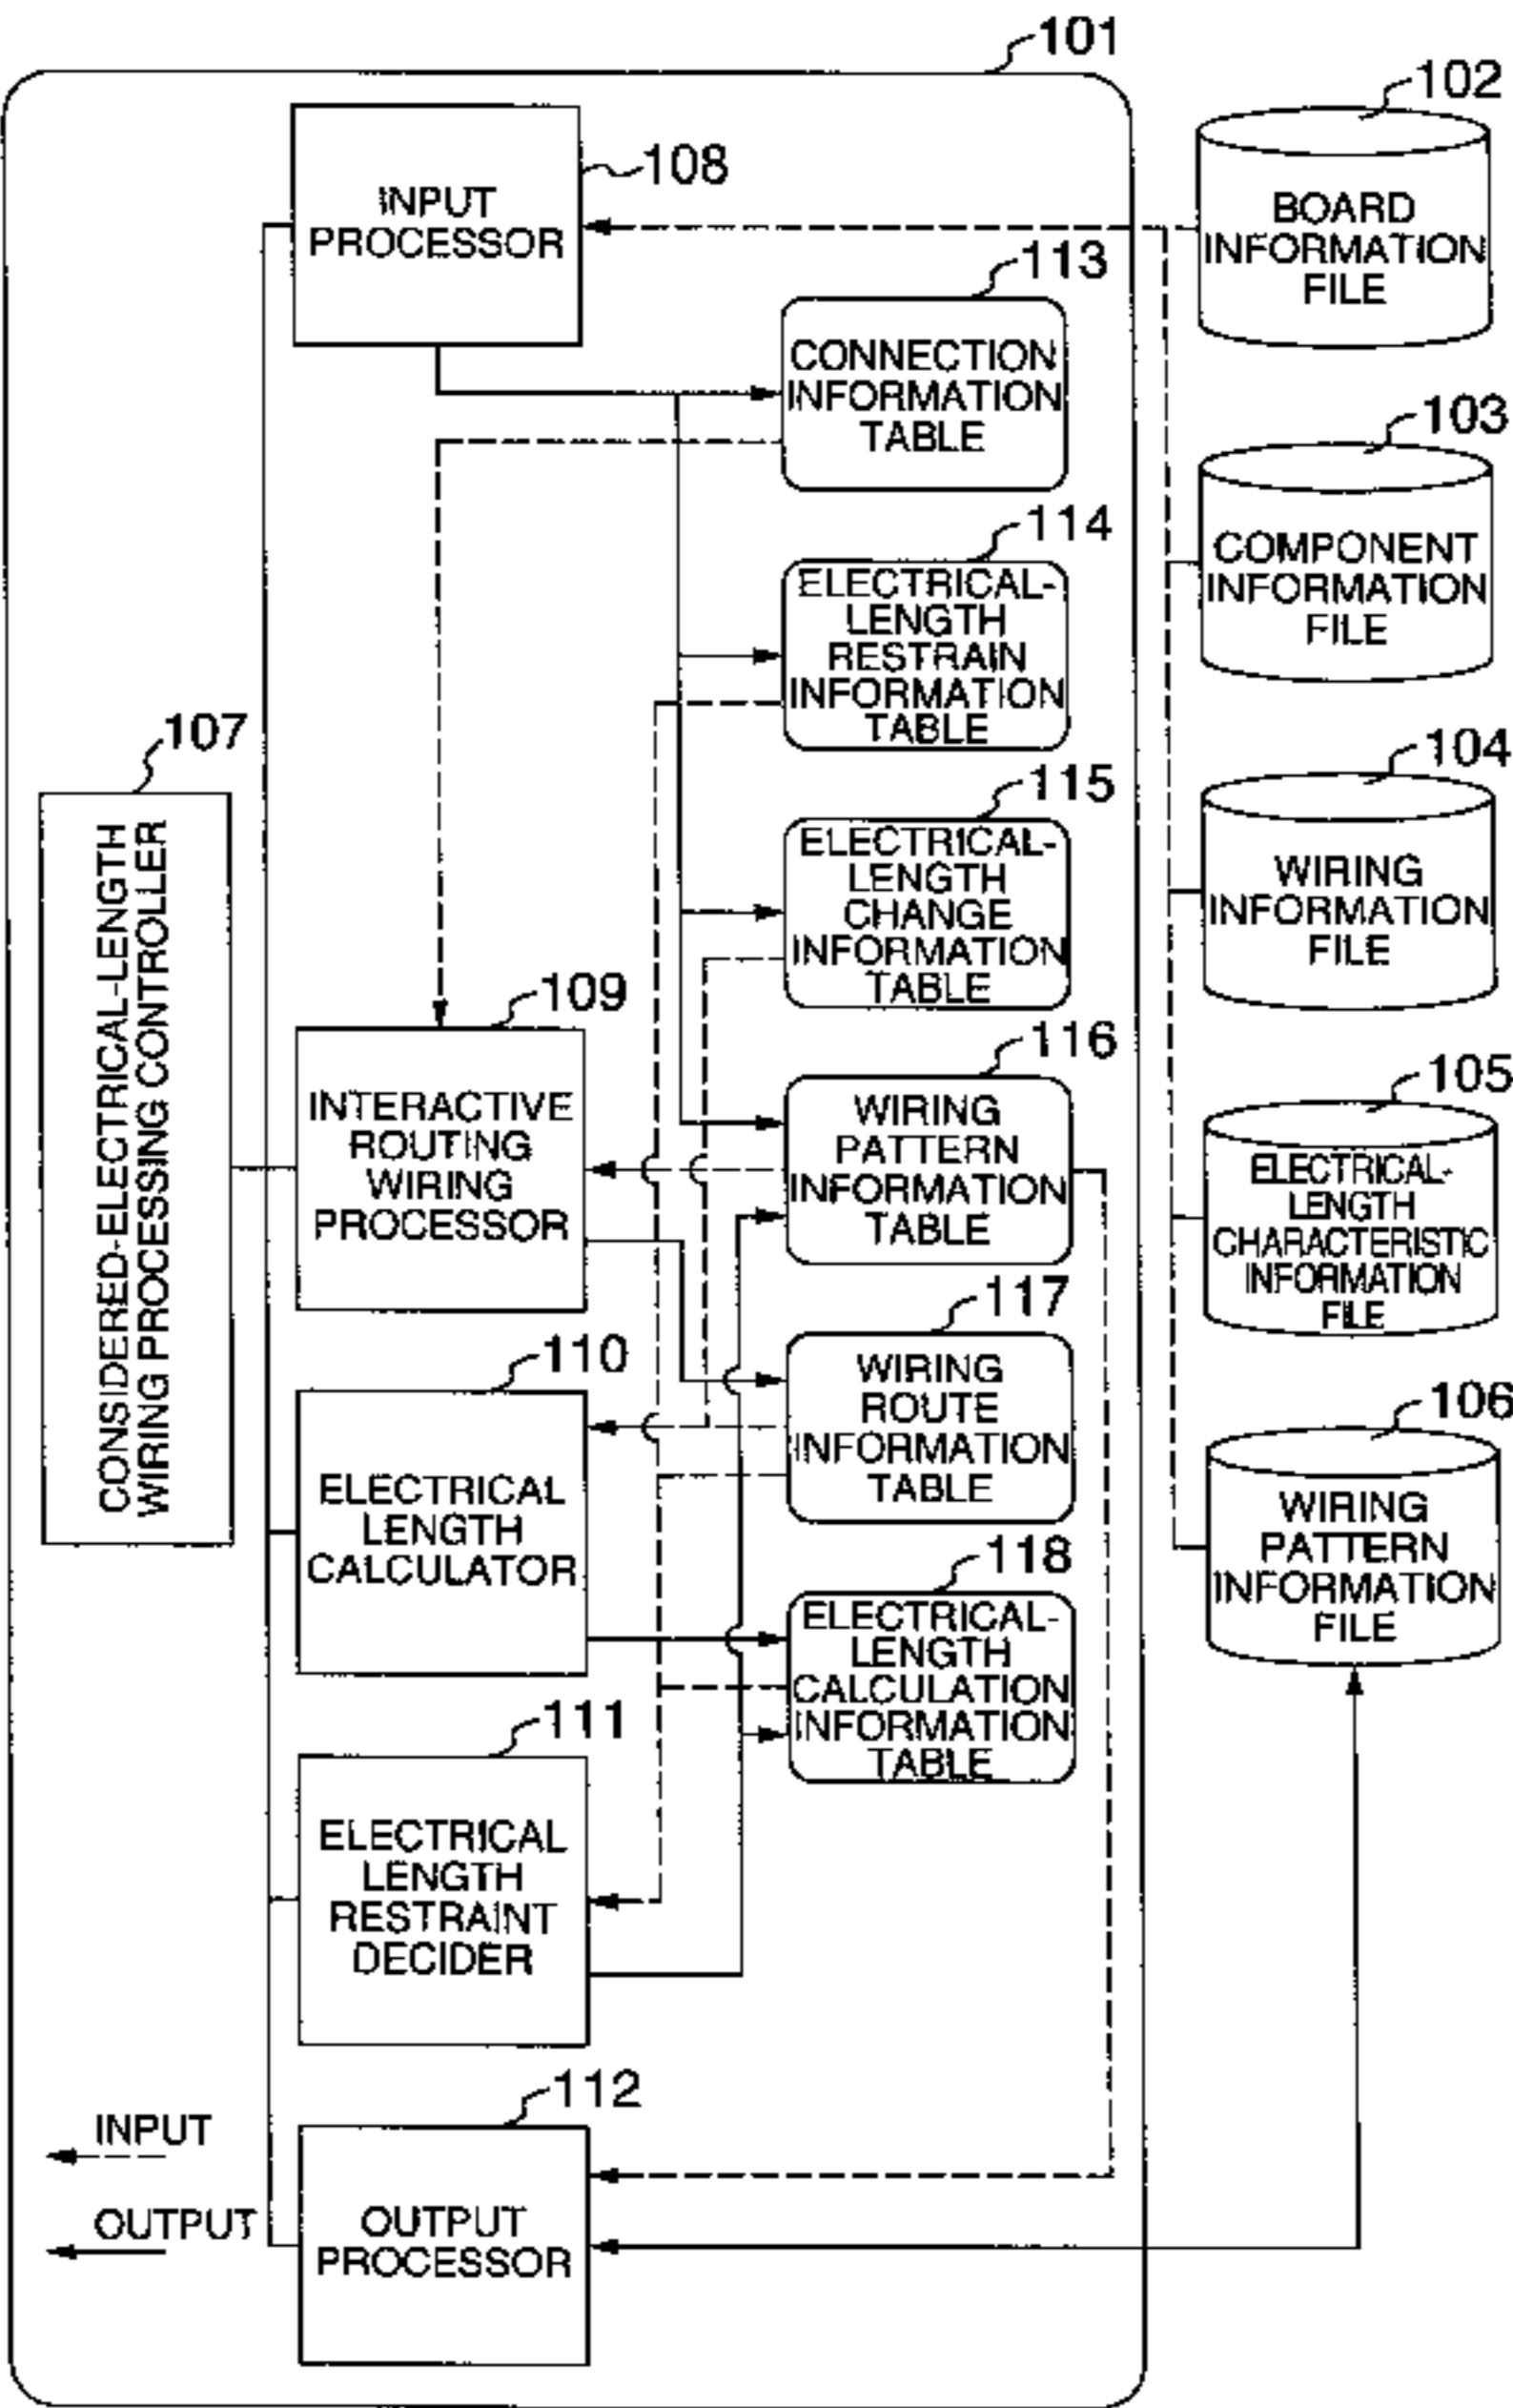 101
102
108
INPUT
PROCESSOR
BOARD
INFORMATION
FILE
113
CONNECTION
INFORMATION
TABLE
103
COMPONENT
INFORMATION
FILE
114
ELECTRICAL-
LENGTH
RESTRAIN
INFORMATION
TABLE
107
CONSIDERED-ELECTRICAL-LENGTH
WIRING PROCESSING CONTROLLER
104
WIRING
INFORMATION
FILE
115
ELECTRICAL-
LENGTH
CHANGE
INFORMATION
TABLE
109
INTERACTIVE
ROUTING
WIRING
PROCESSOR
116
WIRING
PATTERN
INFORMATION
TABLE
105
ELECTRICAL-
LENGTH
CHARACTERISTIC
INFORMATION
FILE
117
WIRING
ROUTE
INFORMATION
TABLE
110
ELECTRICAL
LENGTH
CALCULATOR
106
WIRING
PATTERN
INFORMATION
FILE
118
ELECTRICAL-
LENGTH
CALCULATION
INFORMATION
TABLE
111
ELECTRICAL
LENGTH
RESTRAINT
DECIDER
112
OUTPUT
PROCESSOR
INPUT
OUTPUT